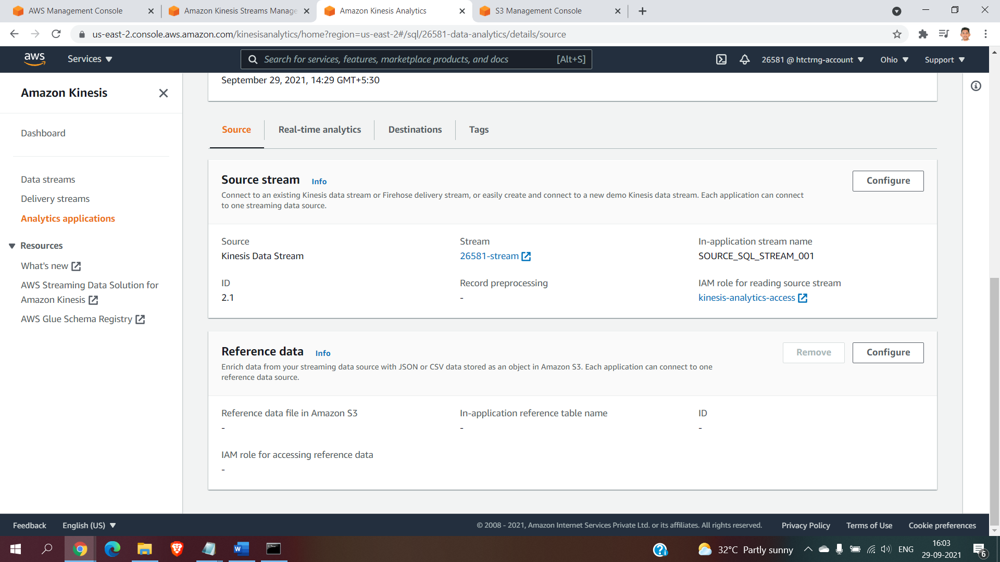 AWS Management Console
Amazon Kinesis Streams Manage
Amazon Kinesis Analytics
S3 Management Console
us-east-2.console.aws.amazon.com/kinesisanalytics/home?region=us-east-2#/sql/26581-data-analytics/details/source
aws
Services
Search for services, features, marketplace products, and docs
[Alt+S]
26581 @ htctrng-account
Ohio
Support
Amazon Kinesis
Dashboard
Data streams
Delivery streams
Analytics applications
Resources
What's new
AWS Streaming Data Solution for
Amazon Kinesis
AWS Glue Schema Registry
September 29, 2021, 14:29 GMT+5:30
Source
Real-time analytics
Destinations
Tags
Source stream
Info
Configure
Connect to an existing Kinesis data stream or Firehose delivery stream, or easily create and connect to a new demo Kinesis data stream. Each application can connect
to one streaming data source.
Source
Kinesis Data Stream
Stream
26581-stream
In-application stream name
SOURCE_SQL_STREAM_001
ID
2.1
Record preprocessing
-
IAM role for reading source stream
kinesis-analytics-access
Reference data
Info
Remove
Configure
Enrich data from your streaming data source with JSON or CSV data stored as an object in Amazon S3. Each application can connect to one
reference data source.
Reference data file in Amazon S3
-
In-application reference table name
-
ID
-
IAM role for accessing reference data
-
Feedback
English (US)
© 2008 - 2021, Amazon Internet Services Private Ltd. or its affiliates. All rights reserved.
Privacy Policy
Terms of Use
Cookie preferences
32°C Partly sunny
ENG
16:03
29-09-2021
6